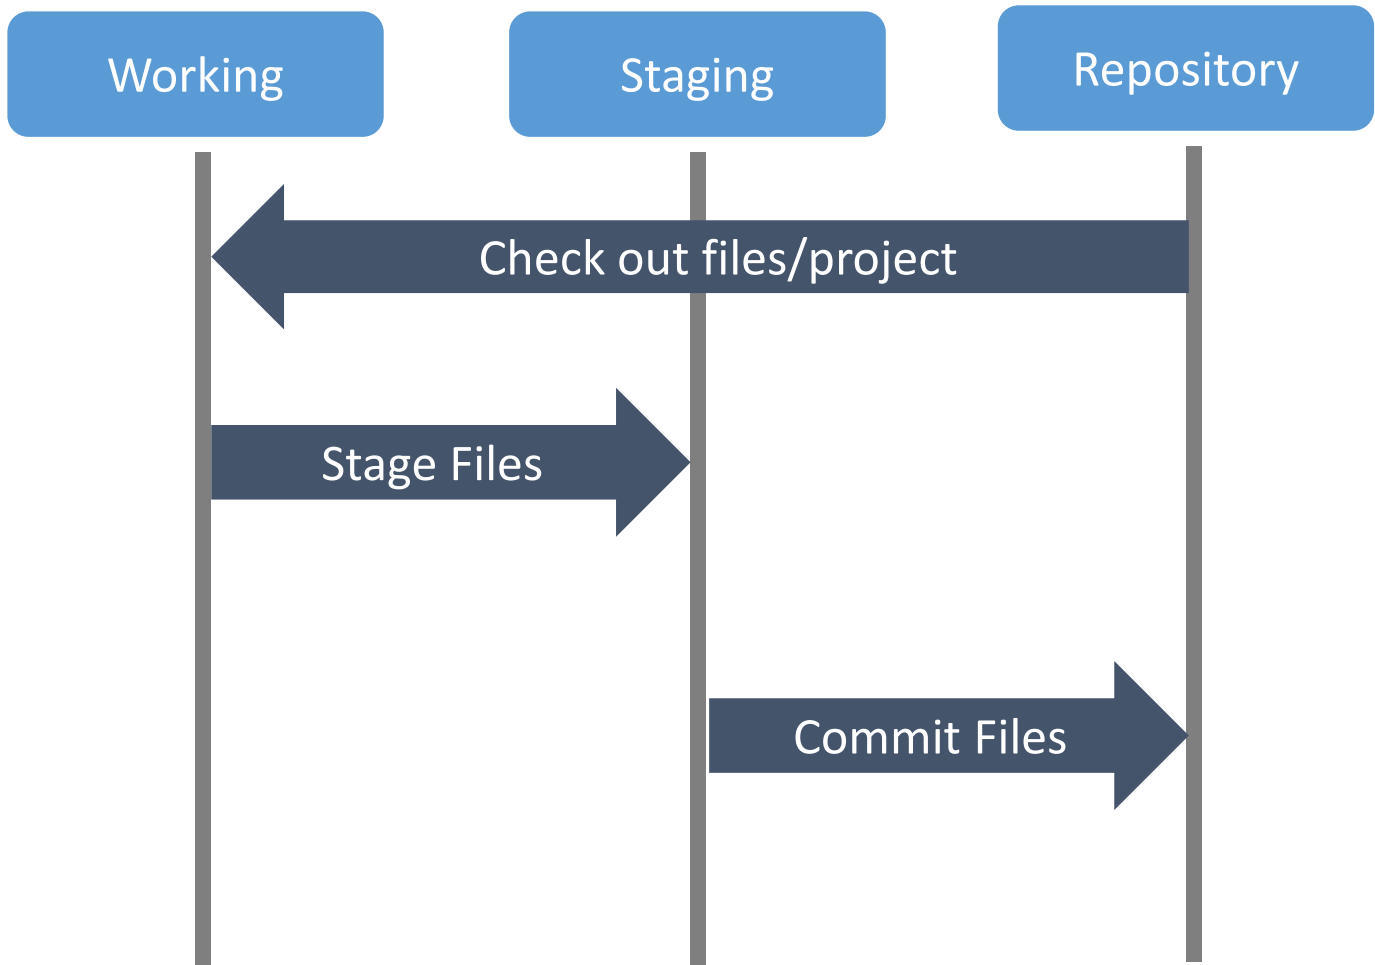 Working
Staging
Repository
Check out files/project
Stage Files
Commit Files